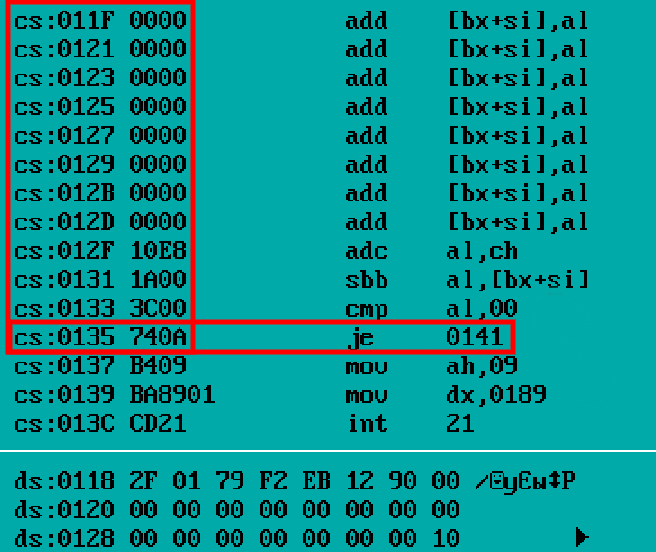 cs:011F 0000 add [bx+si],al
cs:0121 0000 add [bx+si],al
cs:0123 0000 add [bx+si],al
cs:0125 0000 add [bx+si],al
cs:0127 0000 add [bx+si],al
cs:0129 0000 add [bx+si],al
cs:012B 0000 add [bx+si],al
cs:012D 0000 add [bx+si],al
cs:012F 10E8 adc al,ch
cs:0131 1A00 sbb al,[bx+si]
cs:0133 3C00 cmp al,00
cs:0135 740A je 0141
cs:0137 B409 mov ah,09
cs:0139 BA8901 mov dx,0189
cs:013C CD21 int 21
ds:0118 2F 01 79 F2 EB 12 90 00 /☺yЄы↕Р
ds:0120 00 00 00 00 00 00 00 00
ds:0128 00 00 00 00 00 00 00 10 ►